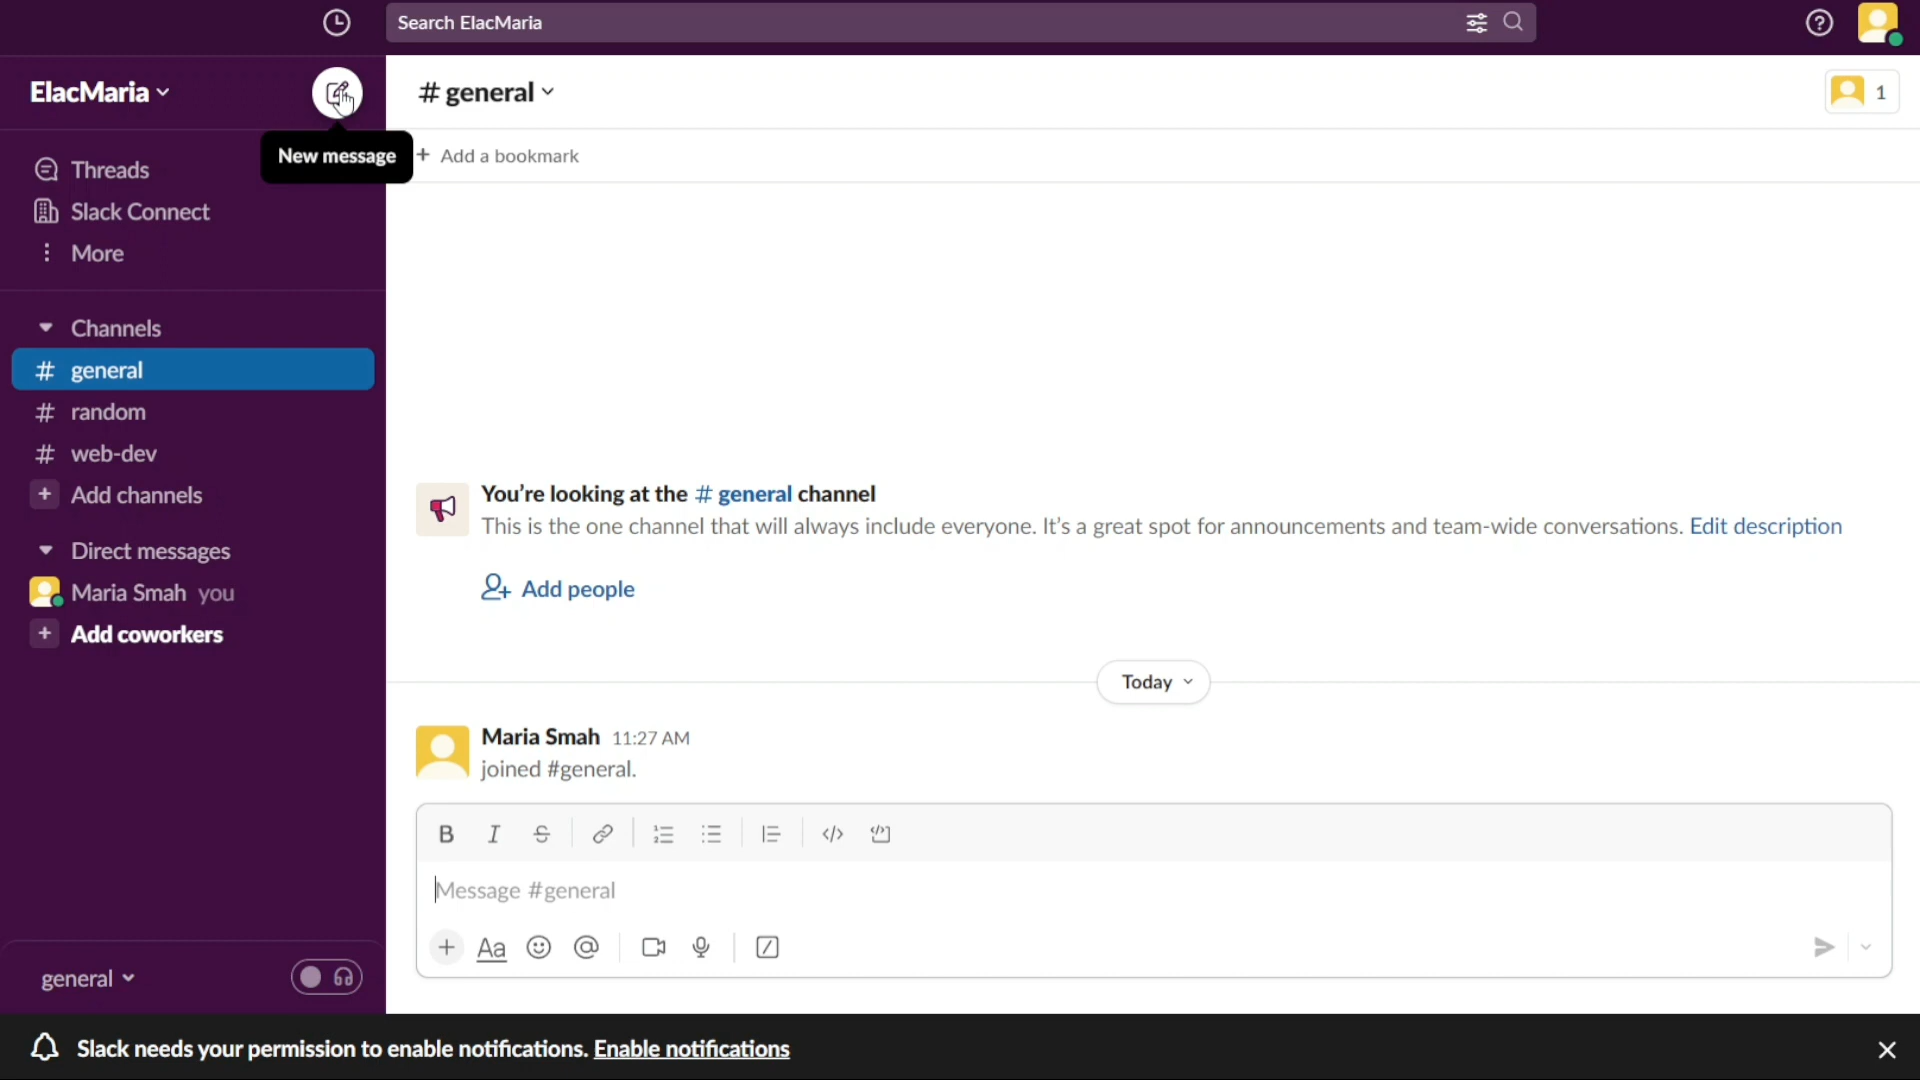 Search ElacMaria
ElacMaria
New message
Threads
Slack Connect
More
Channels
# general
# random
# web-dev
+ Add channels
Direct messages
Maria Smah you
+ Add coworkers
general
# general
1
+ Add a bookmark
You're looking at the # general channel
This is the one channel that will always include everyone. It's a great spot for announcements and team-wide conversations. Edit description
Add people
Today
Maria Smah 11:27 AM
joined #general.
B I S
Message #general
+ Aa @
Slack needs your permission to enable notifications. Enable notifications